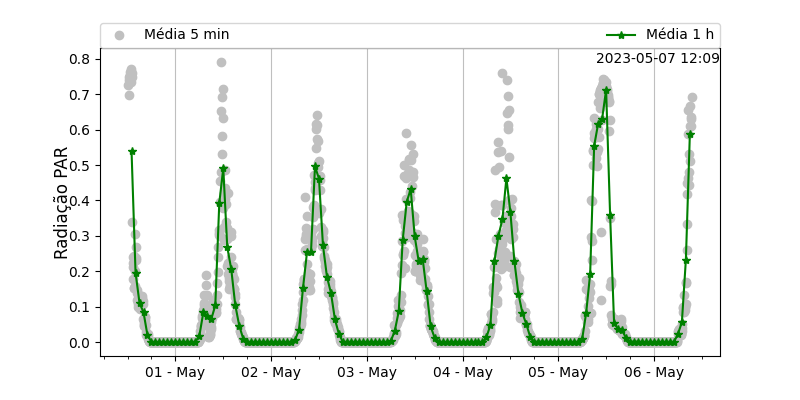 Média 5 min
Média 1 h
2023-05-07 12:09
Radiação PAR
0.8
0.7
0.6
0.5
0.4
0.3
0.2
0.1
0.0
01 - May
02 - May
03 - May
04 - May
05 - May
06 - May